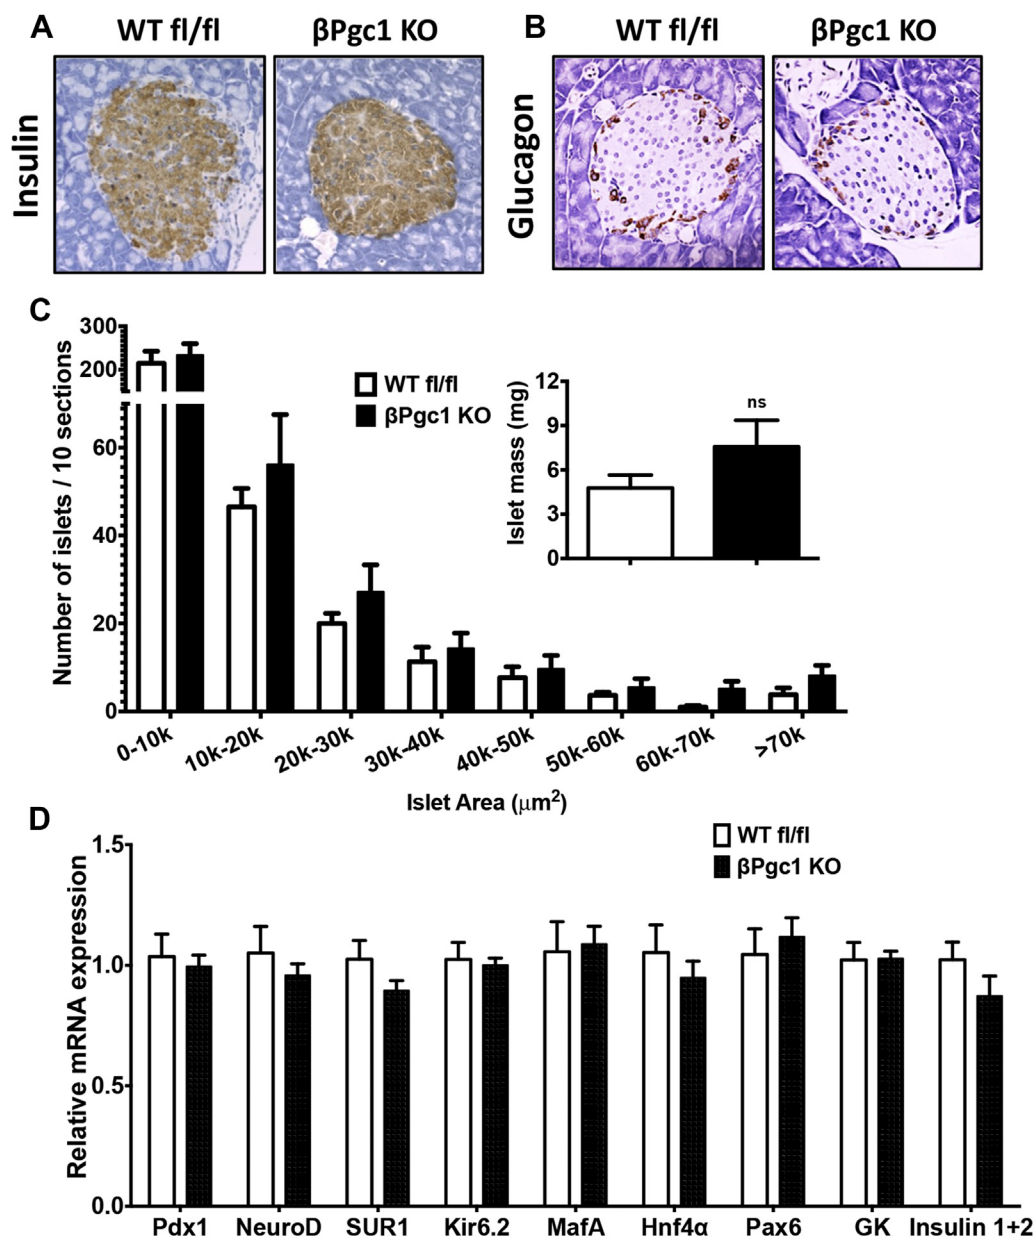 A
WT fl/fl
βPgc1 KO
Insulin
B
WT fl/fl
βPgc1 KO
Glucagon
C
Number of islets / 10 sections
300
200
60
40
20
0
WT fl/fl
βPgc1 KO
Islet mass (mg)
12
9
6
3
0
ns
0-10k
10k-20k
20k-30k
30k-40k
40k-50k
50k-60k
60k-70k
>70k
Islet Area (μm²)
D
Relative mRNA expression
1.5
1.0
0.5
0.0
WT fl/fl
βPgc1 KO
Pdx1 NeuroD SUR1 Kir6.2 MafA Hnf4α Pax6 GK Insulin 1+2